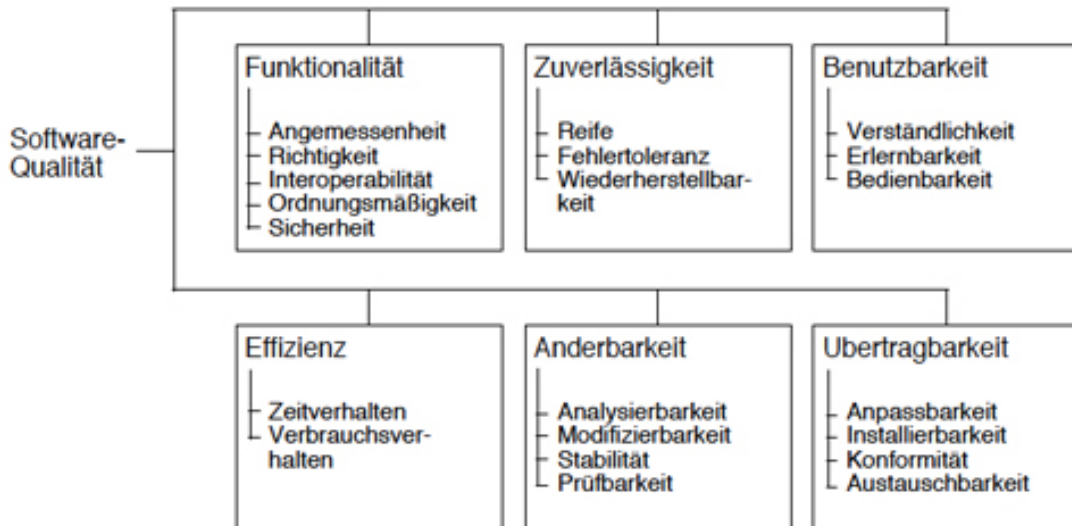 Software-
Qualität
Funktionalität
Angemessenheit
Richtigkeit
Interoperabilität
Ordnungsmäßigkeit
Sicherheit
Zuverlässigkeit
Reife
Fehlertoleranz
Wiederherstellbar-
keit
Benutzbarkeit
Verständlichkeit
Erlernbarkeit
Bedienbarkeit
Effizienz
Zeitverhalten
Verbrauchsver-
halten
Anderbarkeit
Analysierbarkeit
Modifizierbarkeit
Stabilität
Prüfbarkeit
Ubertragbarkeit
Anpassbarkeit
Installierbarkeit
Konformität
Austauschbarkeit